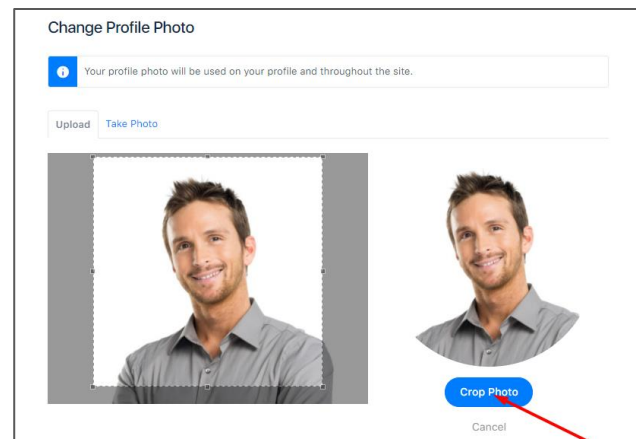 Change Profile Photo
Your profile photo will be used on your profile and throughout the site.
Upload Take Photo
Crop Photo
Cancel